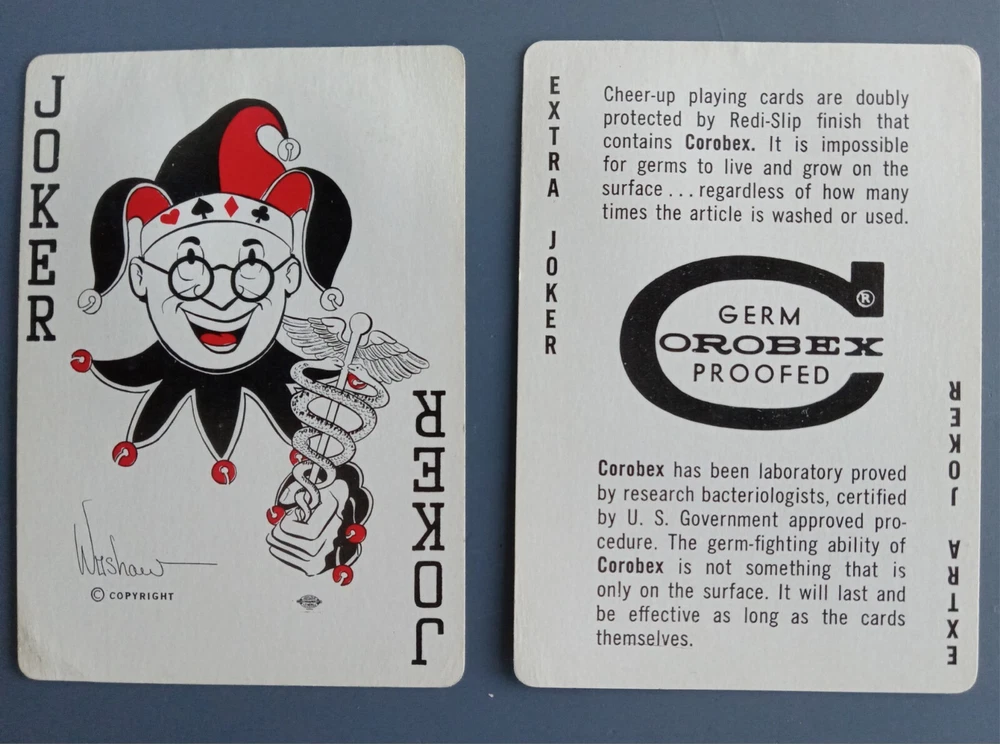 JOKER
Wishaw
© COPYRIGHT
JOKER
EXTRA JOKER
Cheer-up playing cards are doubly
protected by Redi-Slip finish that
contains Corobex. It is impossible
for germs to live and grow on the
surface ... regardless of how many
times the article is washed or used.
GERM
COROBEX ®
PROOFED
Corobex has been laboratory proved
by research bacteriologists, certified
by U. S. Government approved pro-
cedure. The germ-fighting ability of
Corobex is not something that is
only on the surface. It will last and
be effective as long as the cards
themselves.
EXTRA JOKER